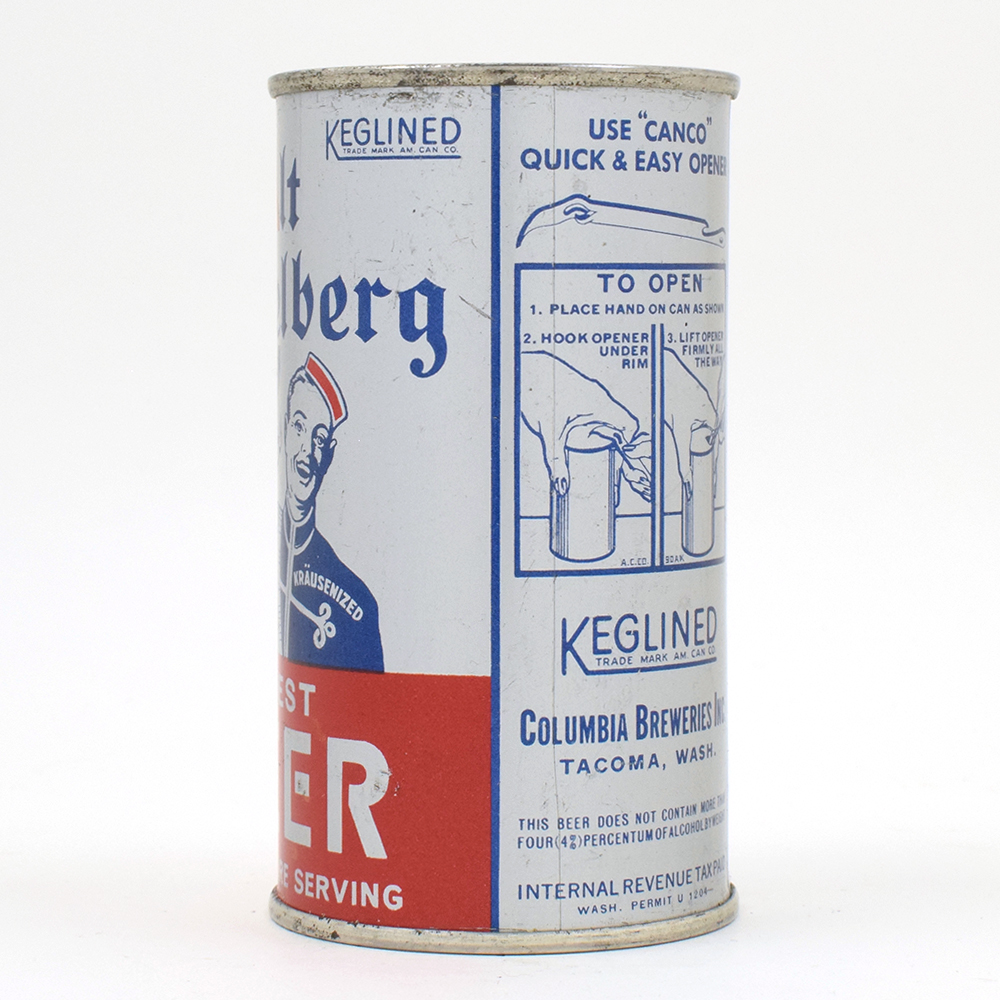 KEGLINED
TRADE MARK AM. CAN CO.
lt
lberg
KRÄUSENIZED
EST
ER
SERVING
USE "CANCO"
QUICK & EASY OPENER
TO OPEN
1. PLACE HAND ON CAN AS SHOWN
2. HOOK OPENER
UNDER
RIM
3. LIFT OPENER
FIRMLY ALL
THE WAY
A.C.CO.
50AK
KEGLINED
TRADE MARK AM. CAN CO.
COLUMBIA BREWERIES INC
TACOMA, WASH.
THIS BEER DOES NOT CONTAIN MORE THAN
FOUR (4%) PERCENTUM OF ALCOHOL BY WEIGHT
INTERNAL REVENUE TAX PAID
WASH. PERMIT U 1204